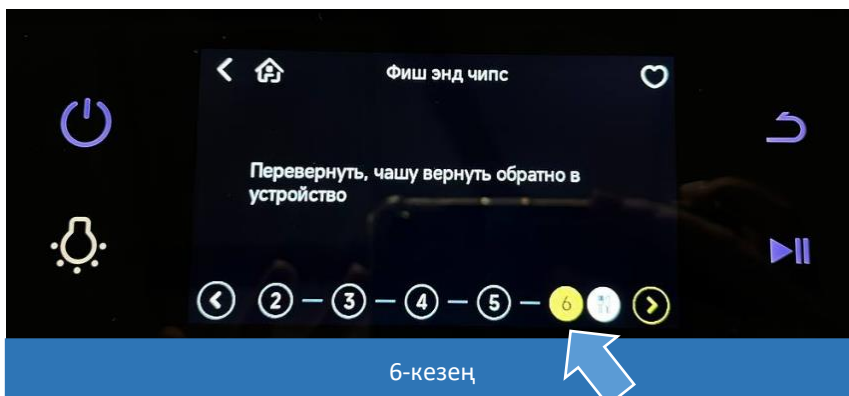 Фиш энд чипс
Перевернуть, чашу вернуть обратно в
устройство
2 3 4 5 6
6-кезең